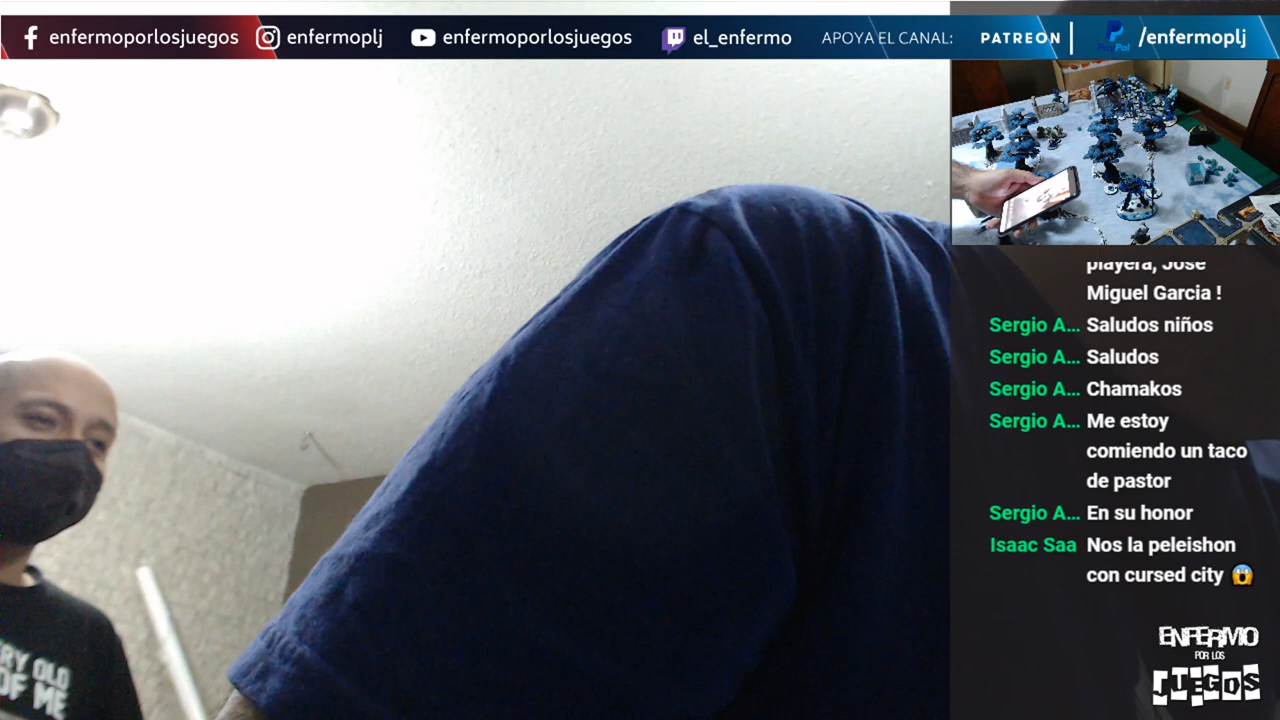 enfermoporlosjuegos enfermoplj enfermoporlosjuegos el_enfermo APOYA EL CANAL: PATREON PayPal /enfermoplj
playera, Jose
Miguel Garcia !
Sergio A... Saludos niños
Sergio A... Saludos
Sergio A... Chamakos
Sergio A... Me estoy
comiendo un taco
de pastor
Sergio A... En su honor
Isaac Saa Nos la peleishon
con cursed city 😱
ENFERMO
POR LOS
JUEGOS
RY OLD
OF ME